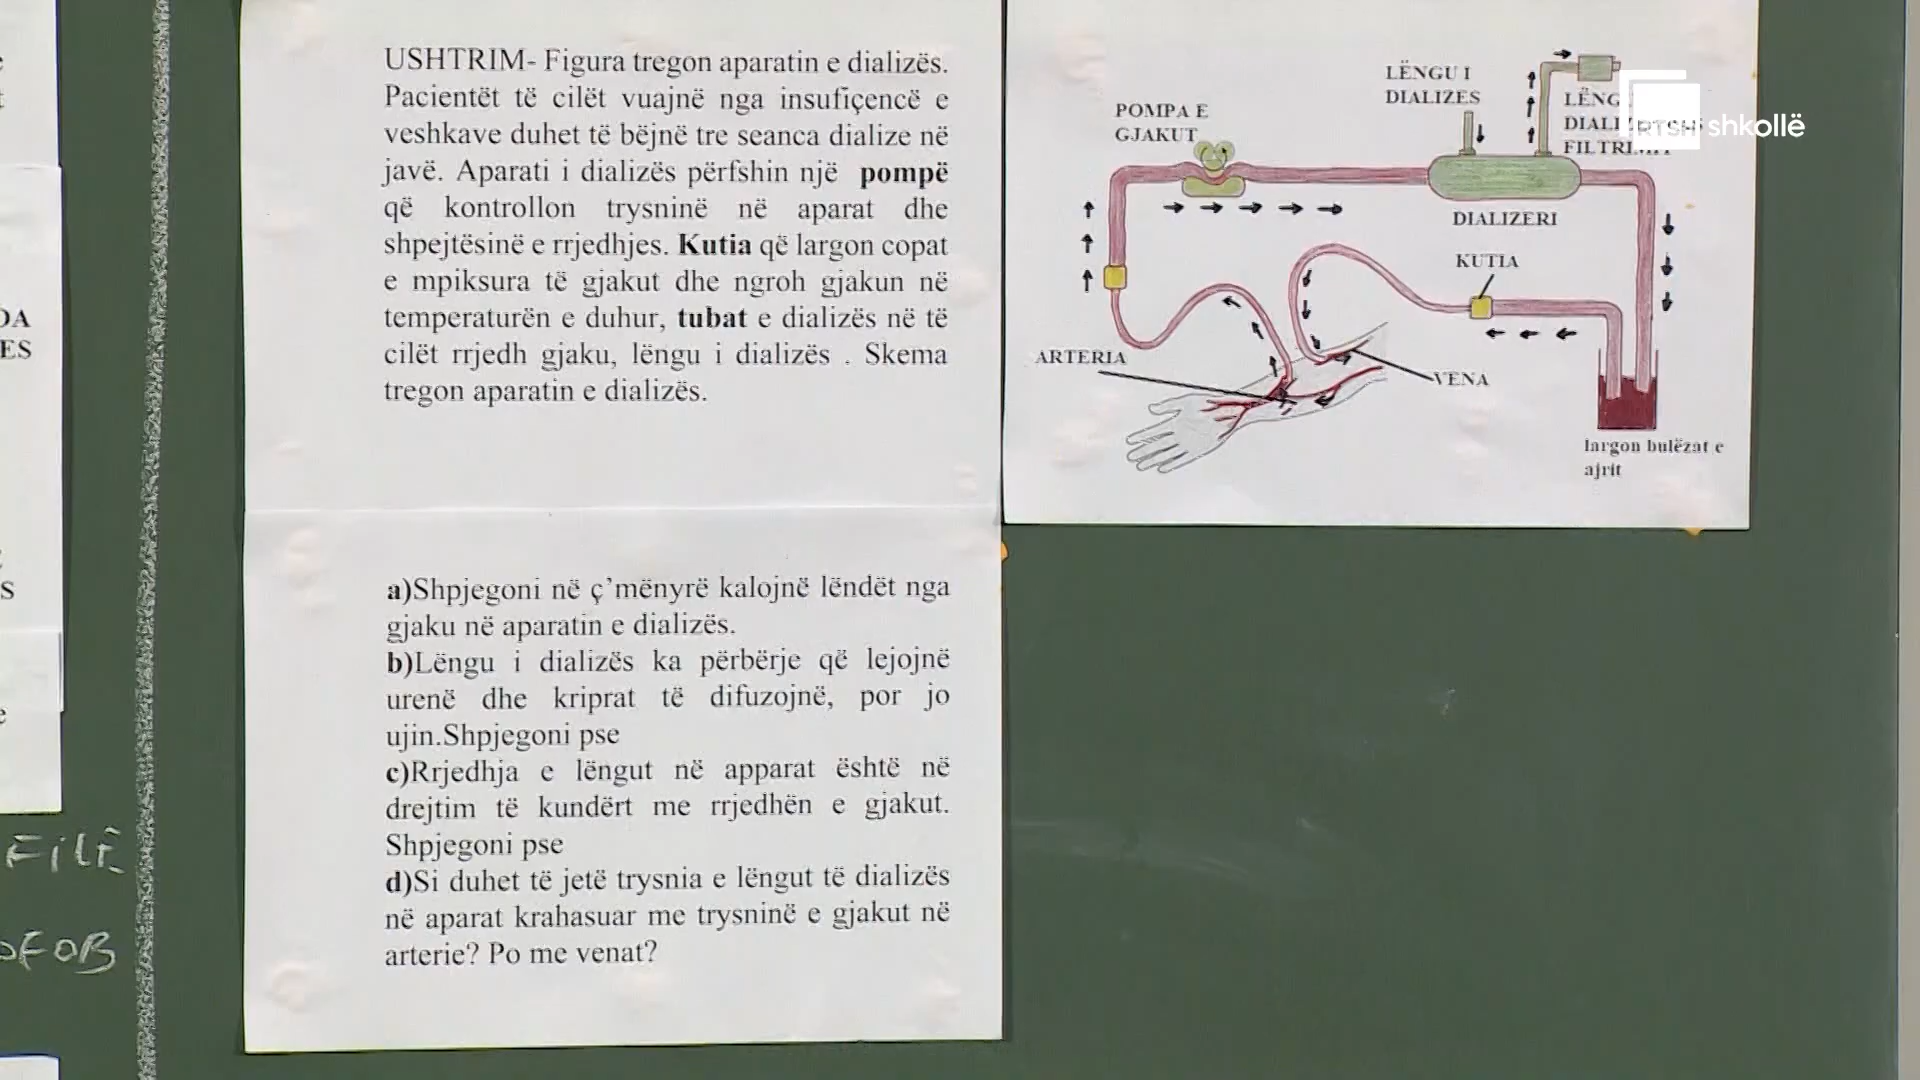 USHTRIM- Figura tregon aparatin e dializës.
Pacientët të cilët vuajnë nga insufiçencë e
veshkave duhet të bëjnë tre seanca dialize në
javë. Aparati i dializës përfshin një pompë
që kontrollon trysninë në aparat dhe
shpejtësinë e rrjedhjes. Kutia që largon copat
e mpiksura të gjakut dhe ngroh gjakun në
temperaturën e duhur, tubat e dializës në të
cilët rrjedh gjaku, lëngu i dializës . Skema
tregon aparatin e dializës.
a)Shpjegoni në ç'mënyrë kalojnë lëndët nga
gjaku në aparatin e dializës.
b)Lëngu i dializës ka përbërje që lejojnë
urenë dhe kriprat të difuzojnë, por jo
ujin.Shpjegoni pse
c)Rrjedhja e lëngut në apparat është në
drejtim të kundërt me rrjedhën e gjakut.
Shpjegoni pse
d)Si duhet të jetë trysnia e lëngut të dializës
në aparat krahasuar me trysninë e gjakut në
arterie? Po me venat?
POMPA E
GJAKUT
LËNGU I
DIALIZES
DIALIZERI
KUTIA
ARTERIA
VENA
largon bulëzat e
ajrit
RTSH shkollë
DA
ES
S
FILË
OFOB